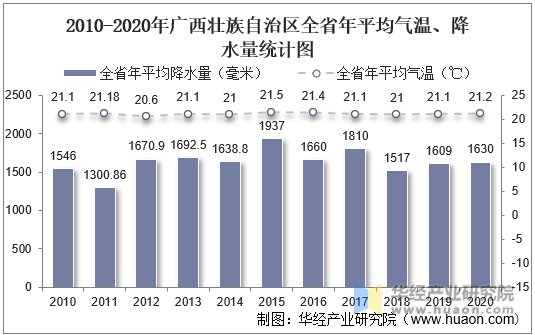 2010-2020年广西壮族自治区全省年平均气温、降
水量统计图
全省年平均降水量（毫米） 全省年平均气温（℃）
2500 21.1 21.18 20.6 21.1 21 21.5 21.4 21.1 21 21.1 21.2 25
2000 1546 1300.86 1670.9 1692.5 1638.8 1937 1660 1810 1517 1609 1630 20
15
1500 10
1000 5
0
500 -5
-10
0 -15
2010 2011 2012 2013 2014 2015 2016 2017 2018 2019 2020
华经产业研究院
www.huaon.com
制图：华经产业研究院（www.huaon.com）